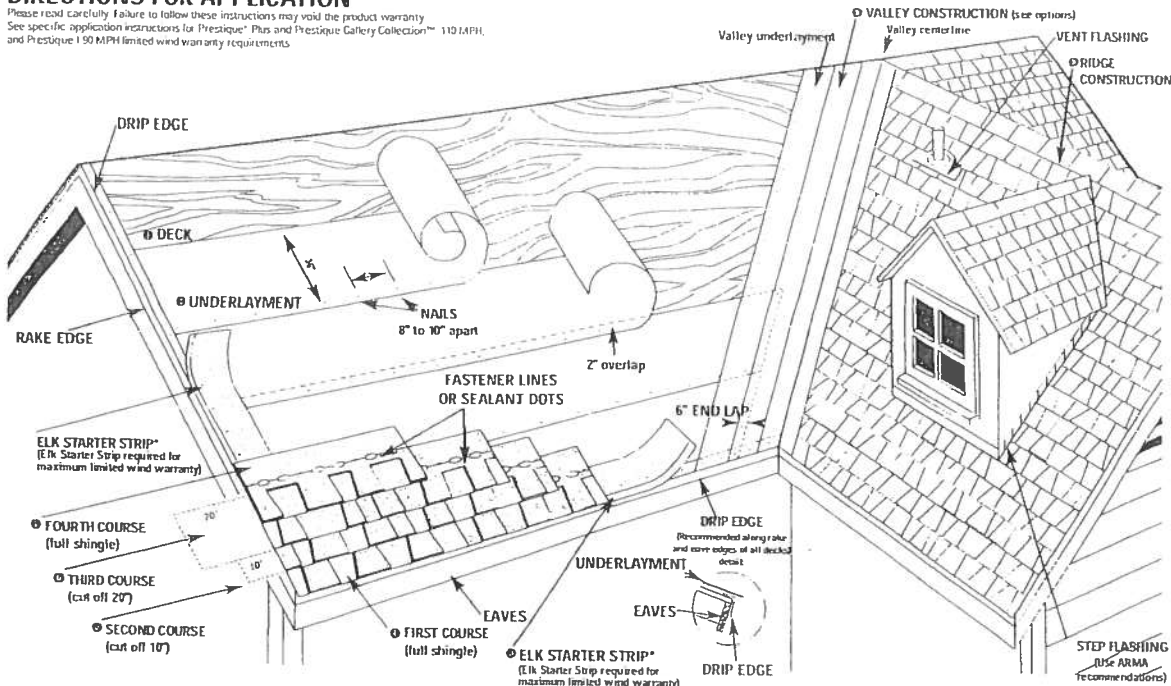 DIRECTIONS FOR APPLICATION
Please read carefully. Failure to follow these instructions may void the product warranty
See specific application instructions for Prestique® Plus and Prestique Gallery Collection™ 110 MPH,
and Prestique I 90 MPH limited wind warranty requirements
VALLEY CONSTRUCTION (see options)
Valley underlayment
Valley centerline
VENT FLASHING
RIDGE
CONSTRUCTION
DRIP EDGE
DECK
UNDERLAYMENT
NAILS
8" to 10" apart
RAKE EDGE
2" overlap
FASTENER LINES
OR SEALANT DOTS
6" END LAP
ELK STARTER STRIP*
(Elk Starter Strip required for
maximum limited wind warranty)
20"
FOURTH COURSE
(full shingle)
10"
THIRD COURSE
(cut off 20")
SECOND COURSE
(cut off 10")
EAVES
FIRST COURSE
(full shingle)
ELK STARTER STRIP*
(Elk Starter Strip required for
maximum limited wind warranty)
DRIP EDGE
(Recommended along rake
and eave edges of all decks)
detail
UNDERLAYMENT
EAVES
DRIP EDGE
STEP FLASHING
(Use ARMA
recommendations)